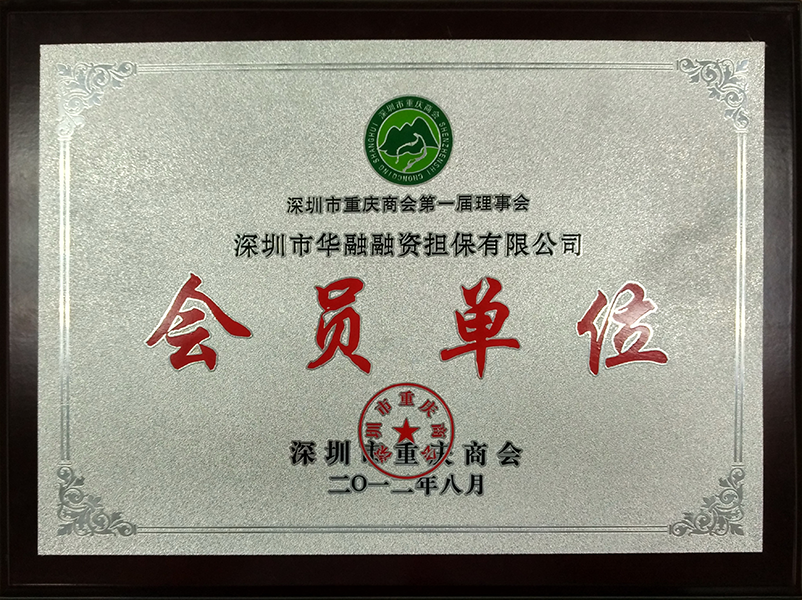 深圳市重庆商会
SHENZHENSHI CHONGQING SHANGHUI
深圳市重庆商会第一届理事会
深圳市华融融资担保有限公司
会员单位
深圳市重庆商会
深圳市重庆商会
二〇一二年八月